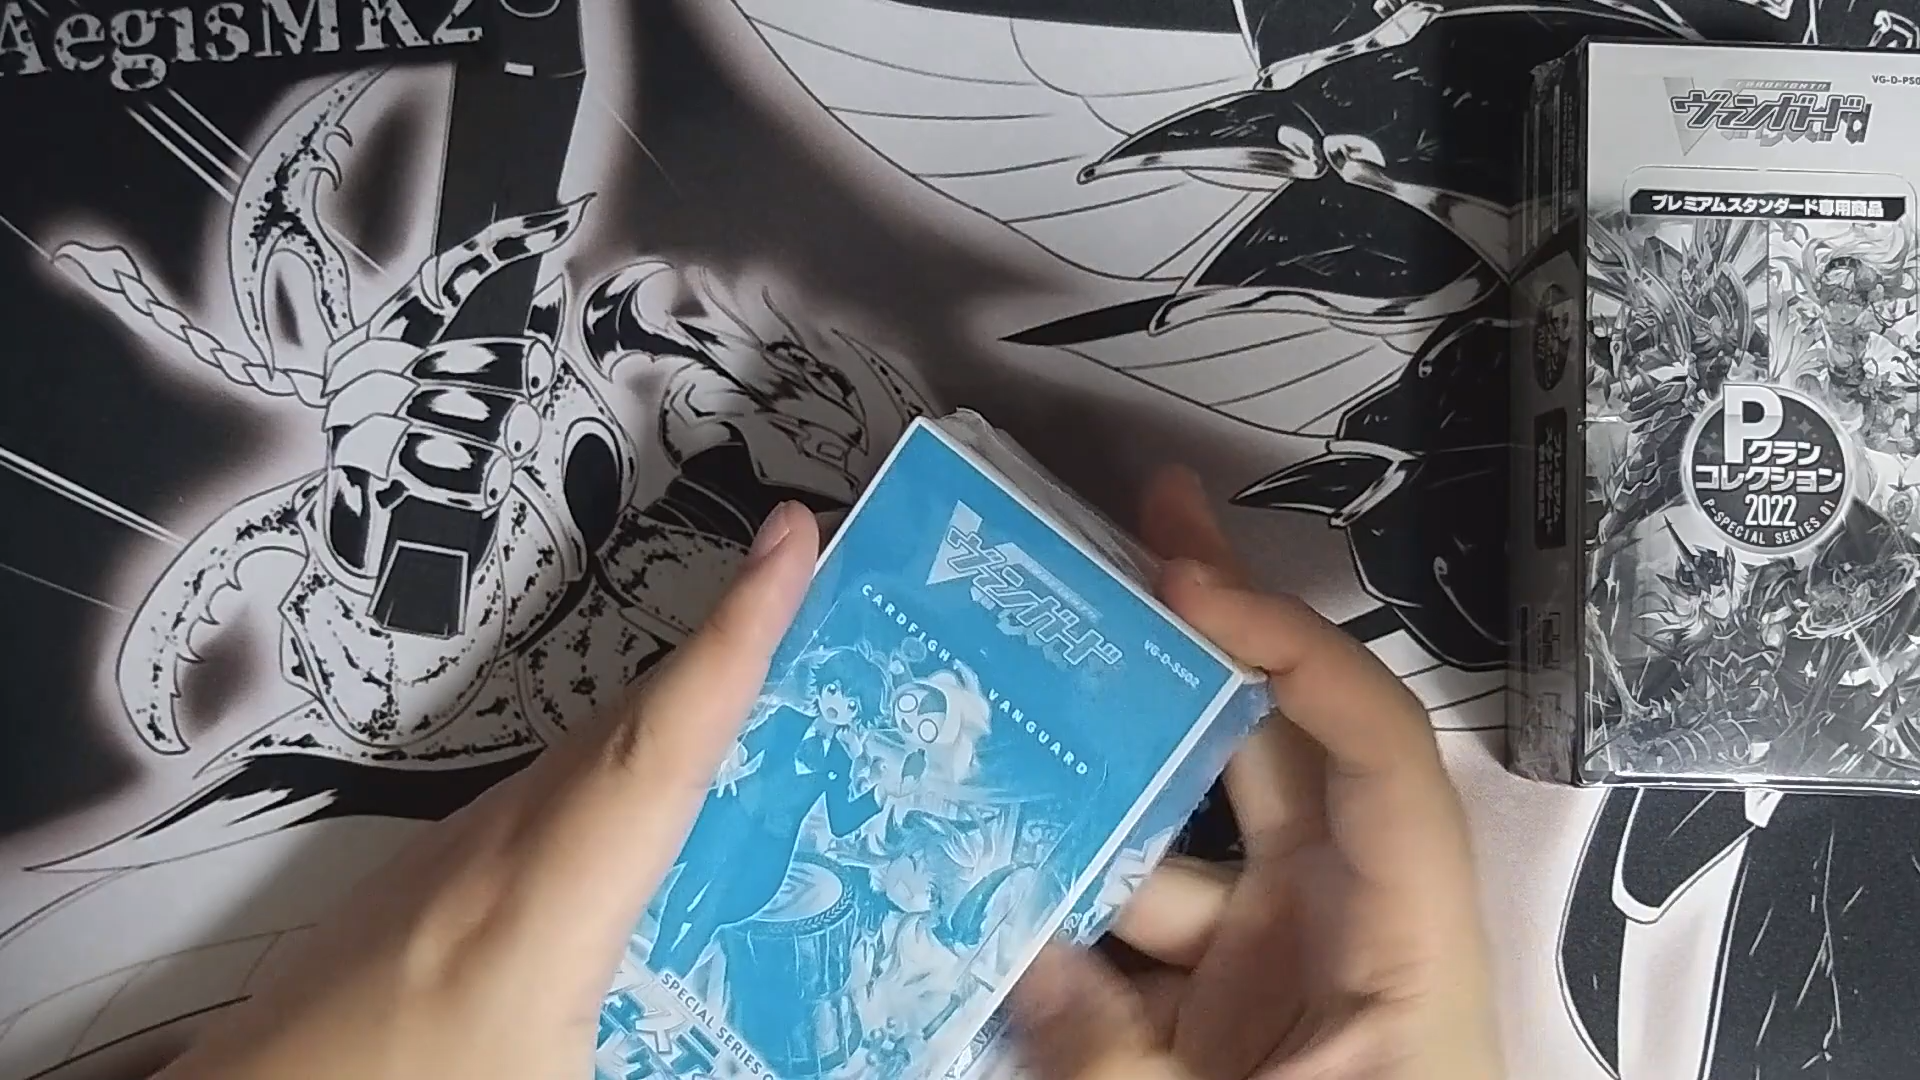 AegisMK2
VG-D-PS0
CARDFIGHT!!
ヴァンガード
プレミアムスタンダード専用商品
P
クラン
コレクション
2022
P-SPECIAL SERIES 01
ヴァンガード
VG-D-SS02
CARDFIGHT VANGUARD
SPECIAL SERIES